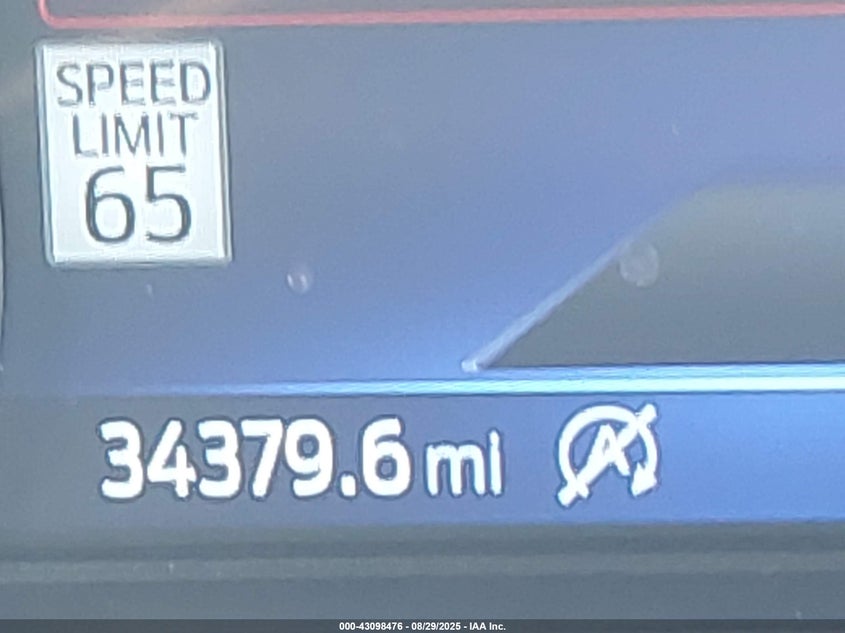 SPEED
LIMIT
65
34379.6 mi
A
000-43098476 - 08/29/2025 - IAA Inc.